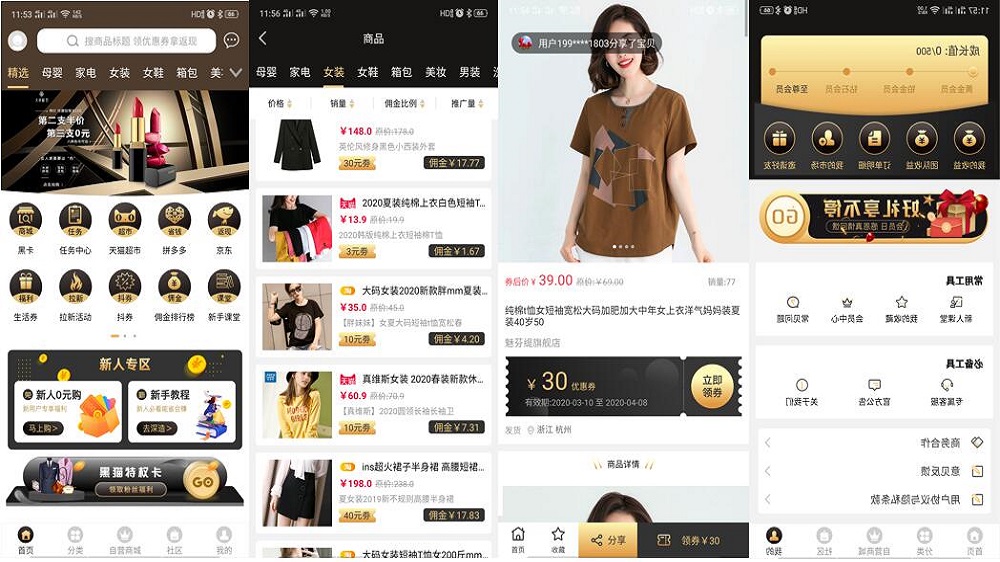 11:53
HD 66
搜商品标题 领优惠券拿返现
精选 母婴 家电 女装 女鞋 箱包 美
第二支半价
第三支0元
商城 任务 超市 省钱 返现
黑卡 任务中心 天猫超市 拼多多 京东
福利 拉新 抖券 佣金 课堂
生活券 拉新活动 抖券 佣金排行榜 新手课堂
新人专区
新人0元购
新用户专享福利
马上购>
新手教程
去深造>
黑猫特权卡
领取粉丝福利
GO
首页 分类 自营商城 社区 我的
11:56
HD 66
商品
母婴 家电 女装 女鞋 箱包 美妆 男装
价格 销量 佣金比例 推广量
¥148.0 原价:178.0
英伦风修身黑色小西装外套
30元券 佣金¥17.77
2020夏装纯棉上衣白色短袖T...
¥13.9 原价:19.9
2020韩版纯棉上衣短袖棉T恤
3元券 佣金¥1.67
大码女装2020新款胖mm夏装...
¥35.0 原价:45.0
【胖妹妹】女夏大码短袖t恤宽松春
10元券 佣金¥4.20
真维斯女装 2020春装新款休...
¥60.9 原价:70.9
【真维斯】2020圆领长袖长袖卫
10元券 佣金¥7.31
ins超火裙子半身裙 高腰短裙...
¥198.0 原价:238.0
夏女装2019新不规则高腰半身裙
40元券 佣金¥17.83
大码女装短袖T恤女200斤mm...
用户199****1803分享了宝贝
券后价¥39.00 原价:¥69.00 销量:77
纯棉t恤女短袖宽松大码加肥加大中年女上衣洋气妈妈装夏装40岁50
魅芬缇旗舰店
¥30 优惠券
有效期:2020-03-10 至 2020-04-08
立即
领券
发货 浙江 杭州
商品详情
首页 收藏 分享 领券¥30
11:57
HD 66
成长值: 0/500
黄金会员 铂金会员 钻石会员 至尊会员
我的收益 团队收益 订单明细 我的市场 邀请好友
好礼享不停
会员日 邀恩真情回馈
GO
常用工具
新人课堂 我的收藏 会员中心 常见问题
必备工具
专属客服 官方公告 关于我们
商务合作
意见反馈
用户协议与隐私条款
首页 分类 自营商城 社区 我的